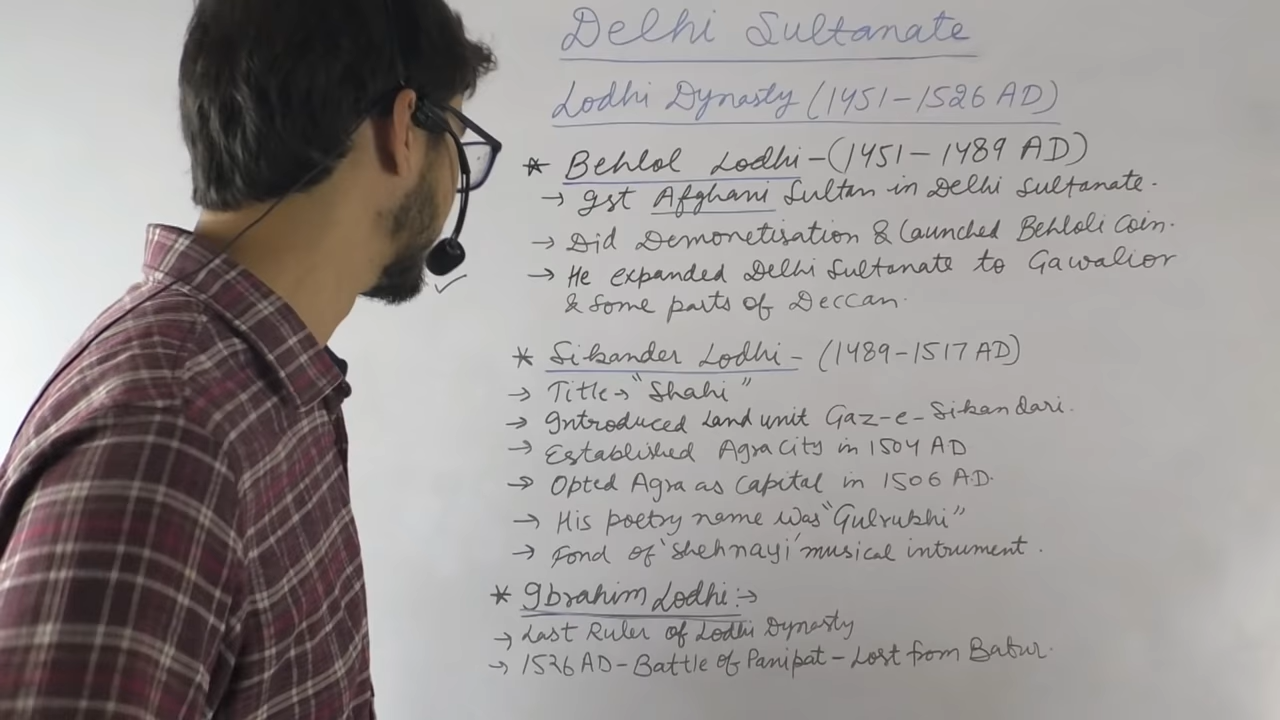 Delhi Sultanate
Lodhi Dynasty (1451-1526 AD)
* Behlol Lodhi - (1451 - 1489 AD)
→ Ist Afghani Sultan in Delhi Sultanate.
→ Did Demonetisation & Launched Behloli Coin.
→ He expanded Delhi Sultanate to Gawalior
& Some parts of Deccan.
* Sikander Lodhi - (1489-1517 AD)
→ Title → "Shahi"
→ Introduced Land unit Gaz-e-Sikandari.
→ Established Agra City in 1504 AD
→ Opted Agra as Capital in 1506 A.D.
→ His poetry name was "Gulrukhi"
→ Fond of 'Shehnayi' musical intrument.
* Ibrahim Lodhi :→
→ Last Ruler of Lodhi Dynasty
→ 1526 AD - Battle of Panipat - Lost from Babur.